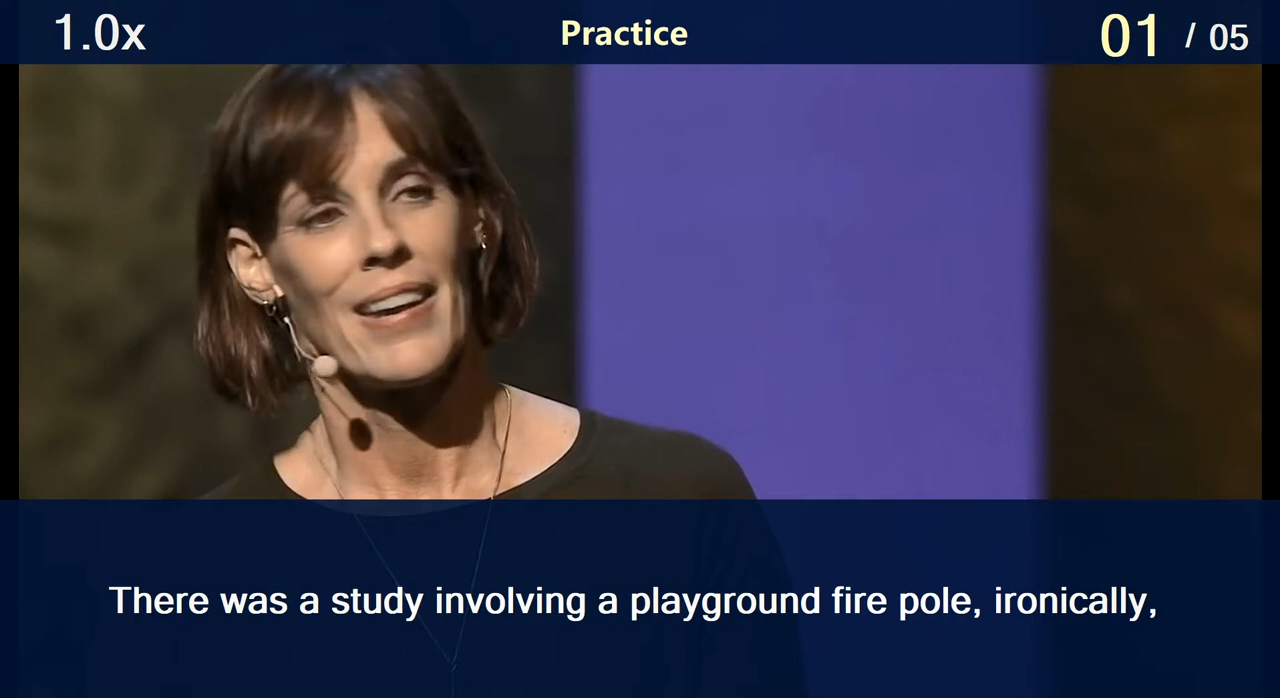 1.0x
Practice
01 / 05
There was a study involving a playground fire pole, ironically,